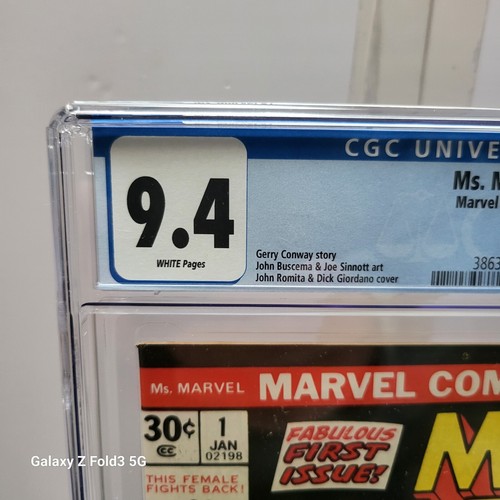 CGC UNIVE
9.4
WHITE Pages
Ms. M
Marvel
Gerry Conway story
John Buscema & Joe Sinnott art
John Romita & Dick Giordano cover
3863
Ms. MARVEL
MARVEL COM
30¢
CC
1
JAN
02198
FABULOUS
FIRST
ISSUE!
M
THIS FEMALE
FIGHTS BACK!
Galaxy Z Fold3 5G